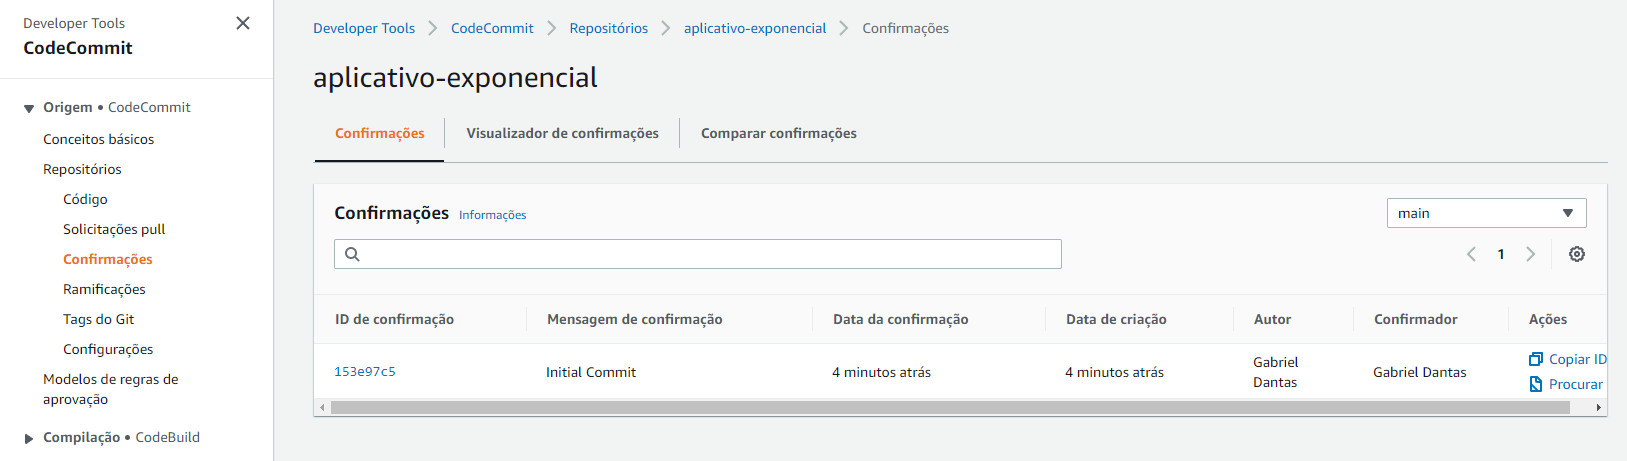 Developer Tools
CodeCommit
Origem • CodeCommit
Conceitos básicos
Repositórios
Código
Solicitações pull
Confirmações
Ramificações
Tags do Git
Configurações
Modelos de regras de
aprovação
Compilação • CodeBuild
Developer Tools CodeCommit Repositórios aplicativo-exponencial Confirmações
aplicativo-exponencial
Confirmações Visualizador de confirmações Comparar confirmações
Confirmações Informações main
1
ID de confirmação Mensagem de confirmação Data da confirmação Data de criação Autor Confirmador Ações
153e97c5 Initial Commit 4 minutos atrás 4 minutos atrás Gabriel Dantas Gabriel Dantas Copiar ID
Procurar